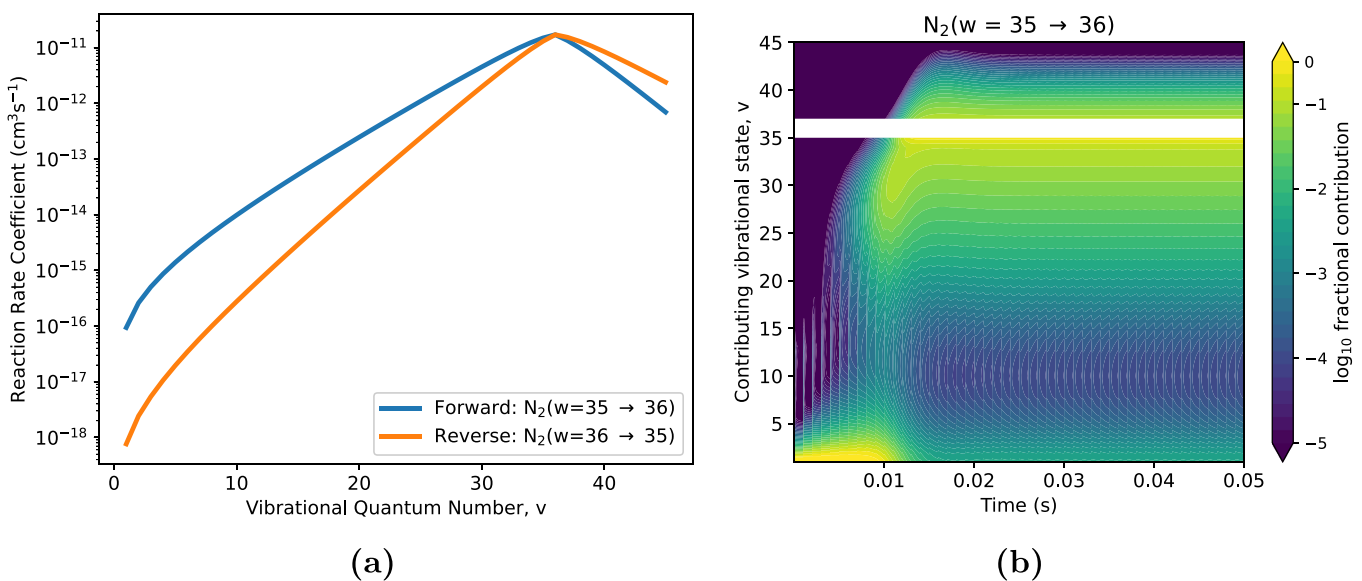 Reaction Rate Coefficient (cm³s⁻¹)
10⁻¹¹
10⁻¹²
10⁻¹³
10⁻¹⁴
10⁻¹⁵
10⁻¹⁶
10⁻¹⁷
10⁻¹⁸
Forward: N₂(w=35 → 36)
Reverse: N₂(w=36 → 35)
0 10 20 30 40
Vibrational Quantum Number, v
(a)
N₂(w = 35 → 36)
Contributing vibrational state, v
45
40
35
30
25
20
15
10
5
0.01 0.02 0.03 0.04 0.05
Time (s)
0
−1
−2
−3
−4
−5
log₁₀ fractional contribution
(b)